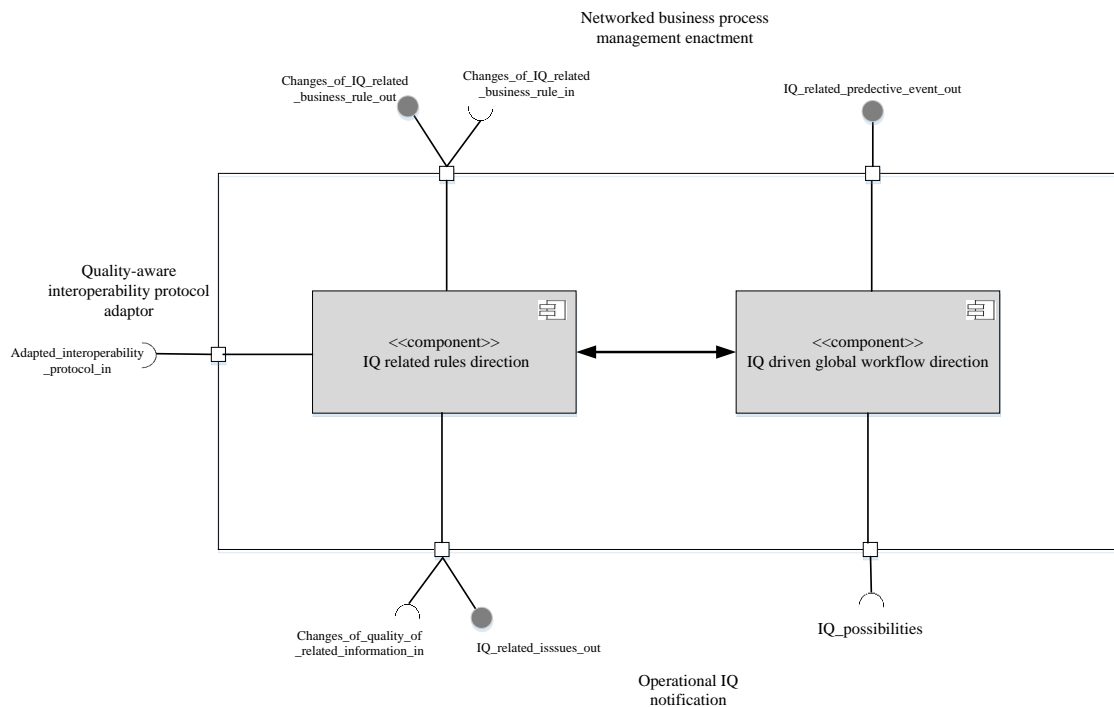 Networked business process
management enactment
Changes_of_IQ_related
_business_rule_out
Changes_of_IQ_related
_business_rule_in
IQ_related_predective_event_out
Quality-aware
interoperability protocol
adaptor
Adapted_interoperability
_protocol_in
<<component>>
IQ related rules direction
<<component>>
IQ driven global workflow direction
Changes_of_quality_of
_related_information_in
IQ_related_isssues_out
IQ_possibilities
Operational IQ
notification